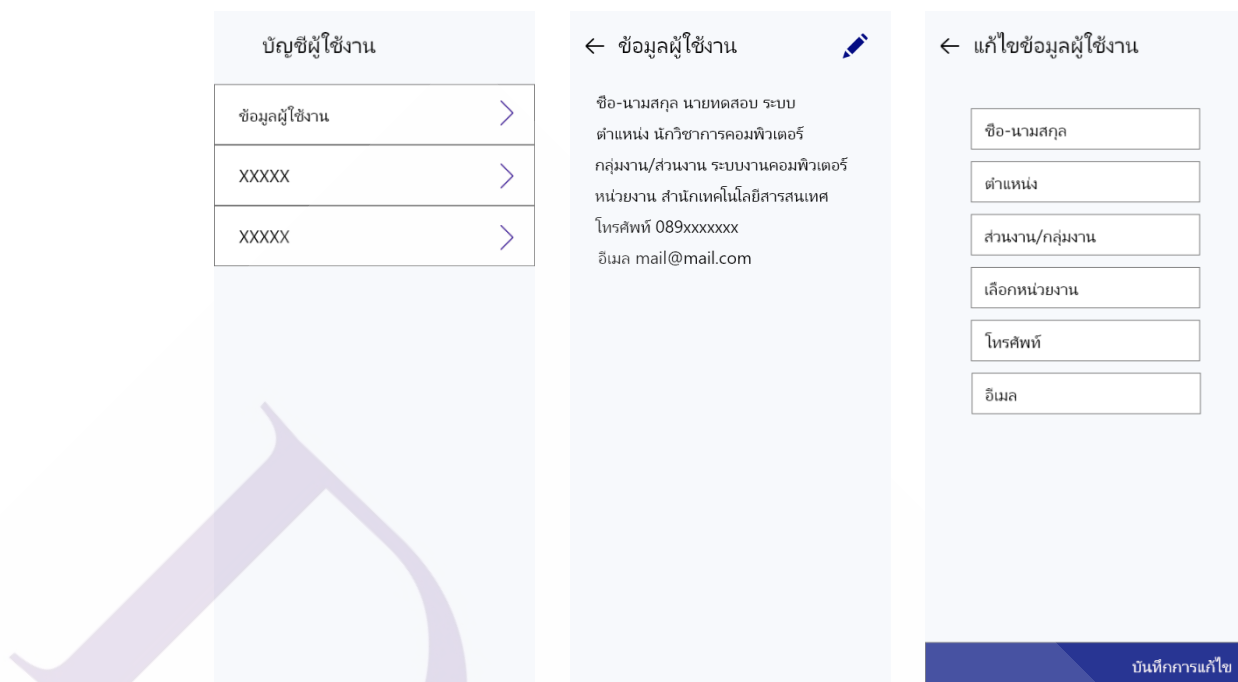 บัญชีผู้ใช้งาน
ข้อมูลผู้ใช้งาน
XXXXX
XXXXX
ข้อมูลผู้ใช้งาน
ชื่อ-นามสกุล นายทดสอบ ระบบ
ตำแหน่ง นักวิชาการคอมพิวเตอร์
กลุ่มงาน/ส่วนงาน ระบบงานคอมพิวเตอร์
หน่วยงาน สำนักเทคโนโลยีสารสนเทศ
โทรศัพท์ 089xxxxxxx
อีเมล mail@mail.com
แก้ไขข้อมูลผู้ใช้งาน
ชื่อ-นามสกุล
ตำแหน่ง
ส่วนงาน/กลุ่มงาน
เลือกหน่วยงาน
โทรศัพท์
อีเมล
บันทึกการแก้ไข